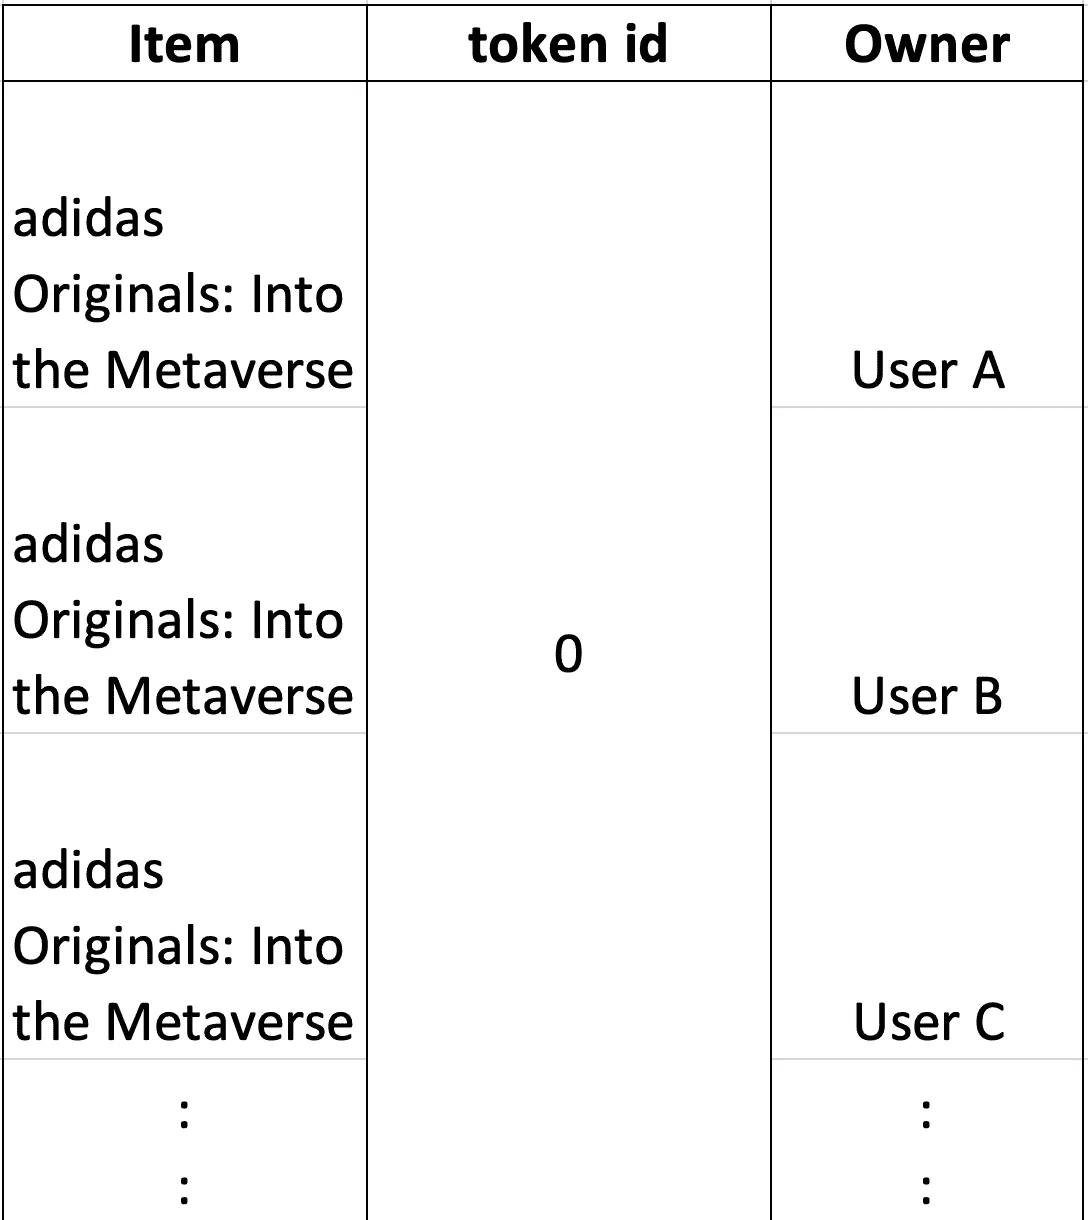 Item token id Owner
adidas
Originals: Into
the Metaverse User A
adidas
Originals: Into
0
the Metaverse User B
adidas
Originals: Into
the Metaverse User C
: :
: :